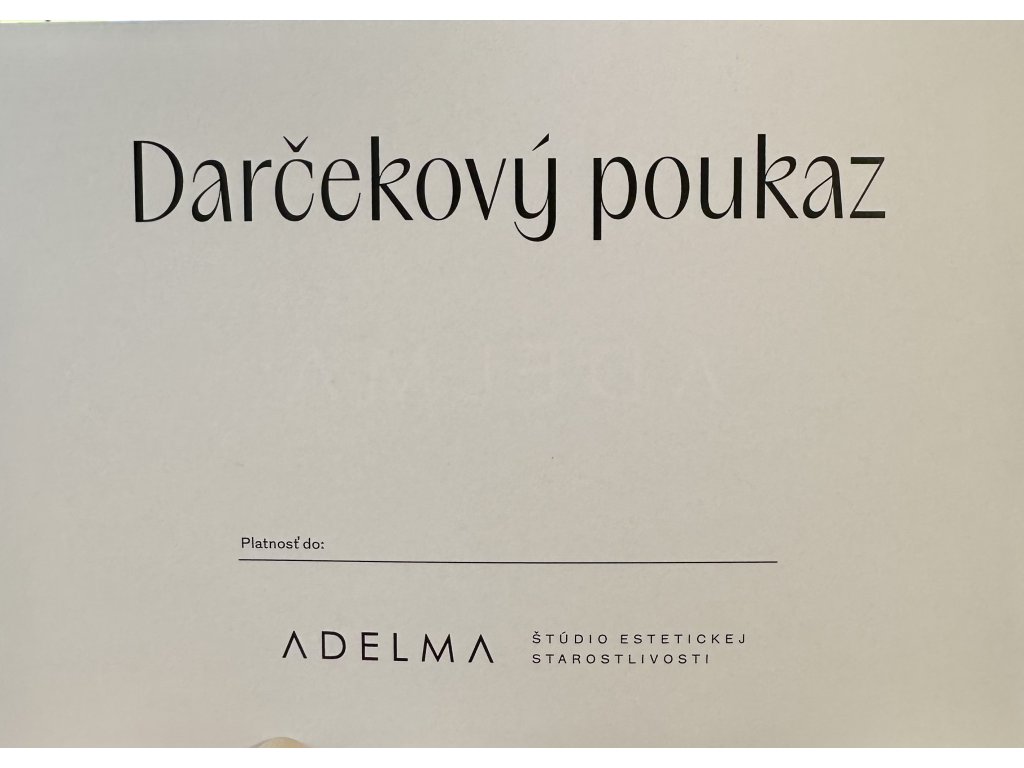 Darčekový poukaz
Platnosť do:
ADELMA
ŠTÚDIO ESTETICKEJ
STAROSTLIVOSTI